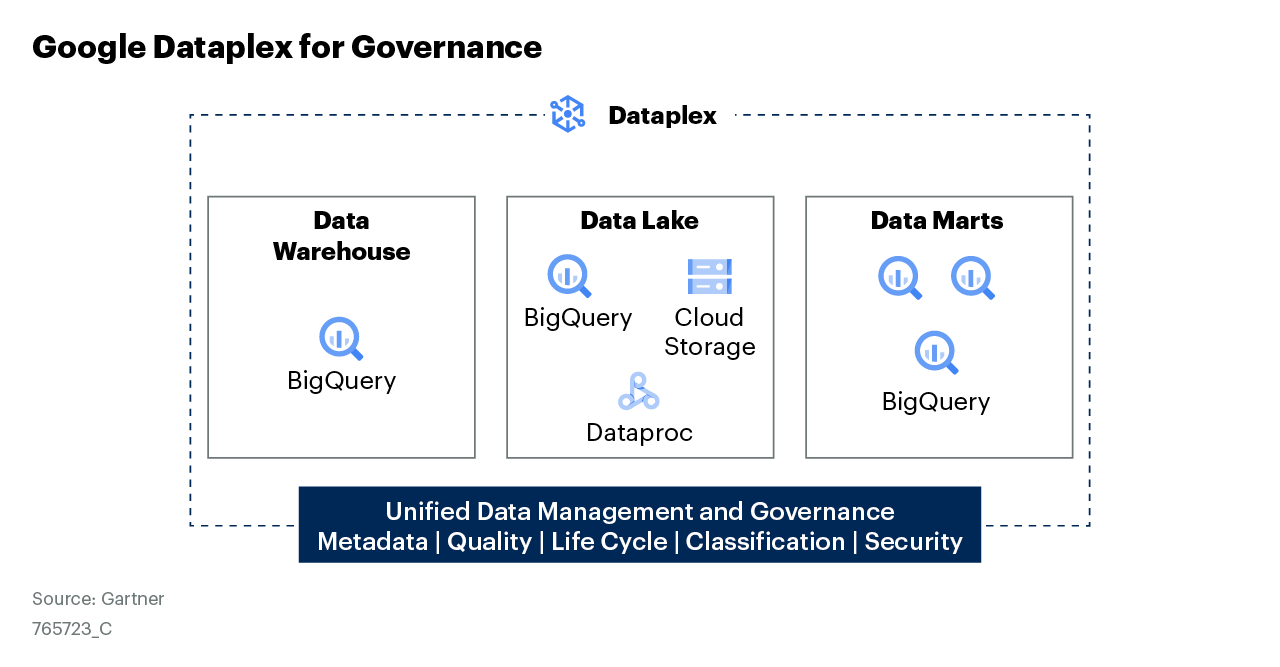 Google Dataplex for Governance
Dataplex
Data
Warehouse
BigQuery
Data Lake
BigQuery
Cloud
Storage
Dataproc
Data Marts
BigQuery
Unified Data Management and Governance
Metadata | Quality | Life Cycle | Classification | Security
Source: Gartner
765723_C